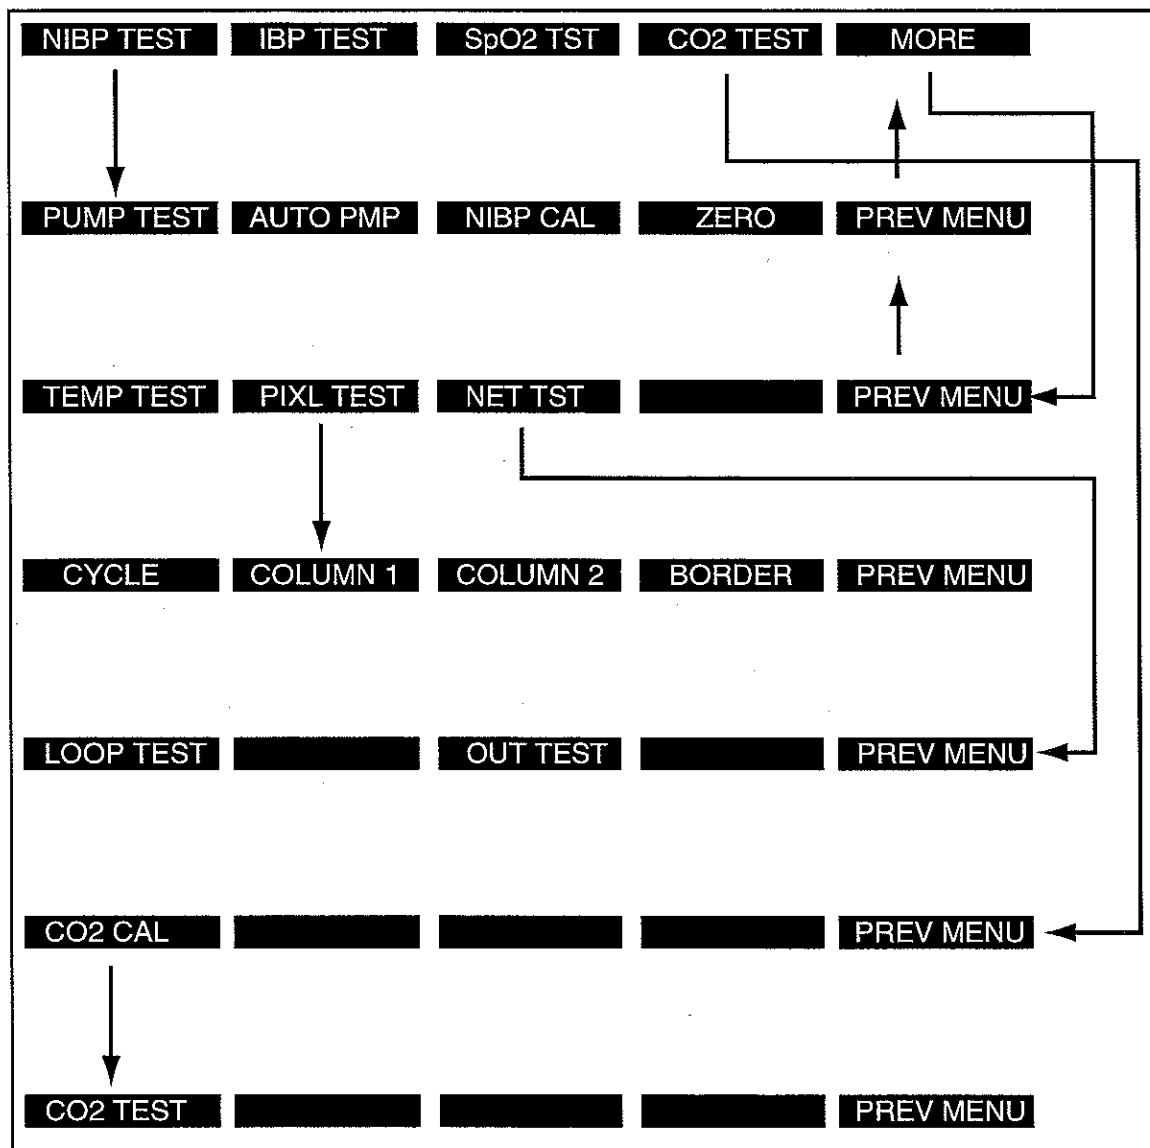 NIBP TEST IBP TEST SpO2 TST CO2 TEST MORE
PUMP TEST AUTO PMP NIBP CAL ZERO PREV MENU
TEMP TEST PIXL TEST NET TST PREV MENU
CYCLE COLUMN 1 COLUMN 2 BORDER PREV MENU
LOOP TEST OUT TEST PREV MENU
CO2 CAL PREV MENU
CO2 TEST PREV MENU